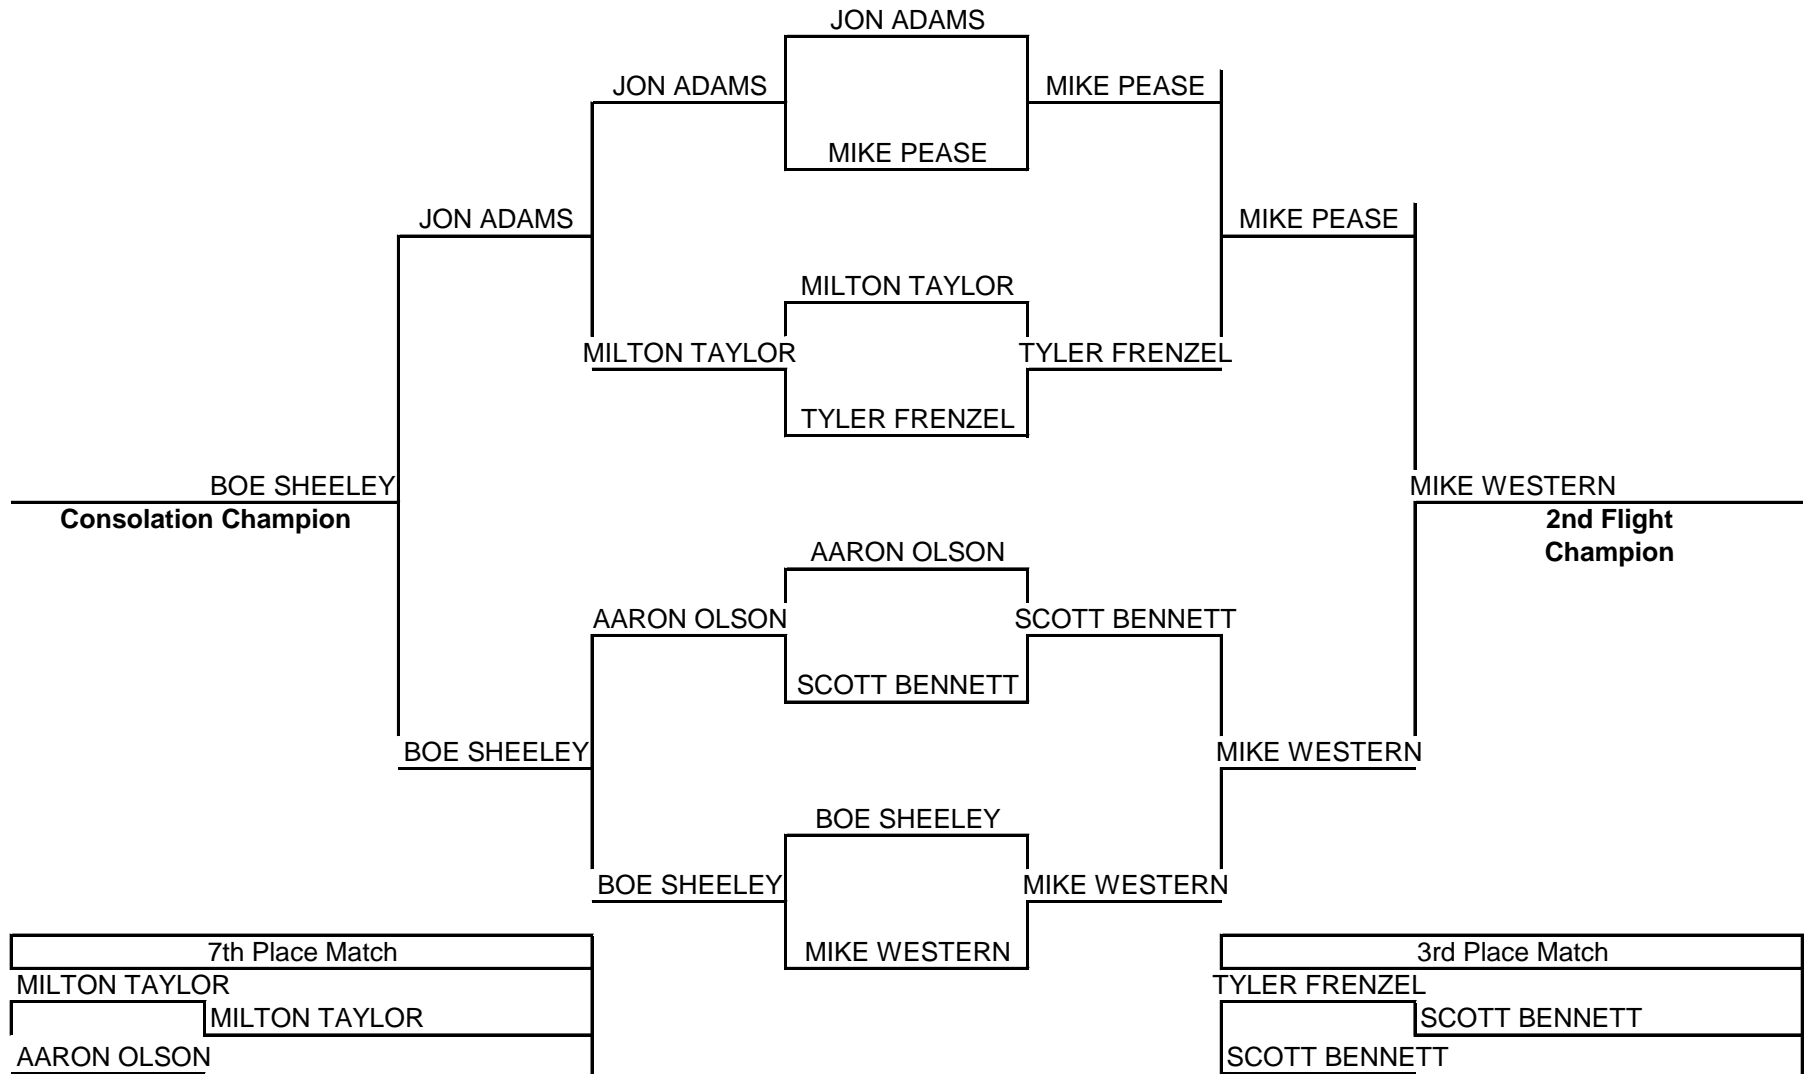 JON ADAMS
JON ADAMS
MIKE PEASE
MIKE PEASE
JON ADAMS
MIKE PEASE
MILTON TAYLOR
MILTON TAYLOR
TYLER FRENZEL
TYLER FRENZEL
BOE SHEELEY
MIKE WESTERN
Consolation Champion
2nd Flight
Champion
AARON OLSON
AARON OLSON
SCOTT BENNETT
SCOTT BENNETT
BOE SHEELEY
MIKE WESTERN
BOE SHEELEY
BOE SHEELEY
MIKE WESTERN
MIKE WESTERN
7th Place Match
MILTON TAYLOR
MILTON TAYLOR
AARON OLSON
3rd Place Match
TYLER FRENZEL
SCOTT BENNETT
SCOTT BENNETT